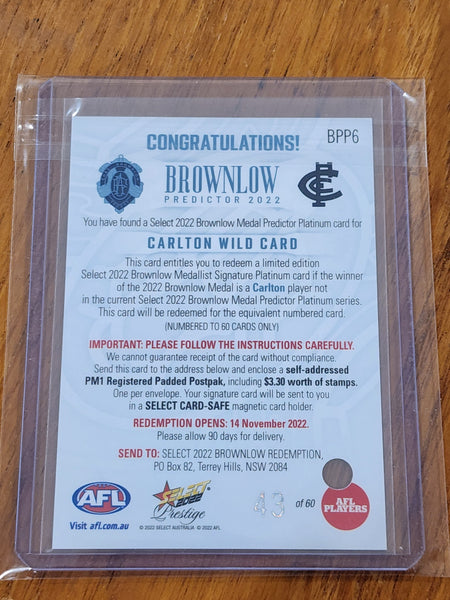 CONGRATULATIONS!
BPP6
BROWNLOW
PREDICTOR 2022
You have found a Select 2022 Brownlow Medal Predictor Platinum card for
CARLTON WILD CARD
This card entitles you to redeem a limited edition
Select 2022 Brownlow Medallist Signature Platinum card if the winner
of the 2022 Brownlow Medal is a Carlton player not
in the current Select 2022 Brownlow Medal Predictor Platinum series.
This card will be redeemed for the equivalent numbered card.
(NUMBERED TO 60 CARDS ONLY)
IMPORTANT: PLEASE FOLLOW THE INSTRUCTIONS CAREFULLY.
We cannot guarantee receipt of the card without compliance.
Send this card to the address below and enclose a self-addressed
PM1 Registered Padded Postpak, including $3.30 worth of stamps.
One per envelope. Your signature card will be sent to you
in a SELECT CARD-SAFE magnetic card holder.
REDEMPTION OPENS: 14 November 2022.
Please allow 90 days for delivery.
SEND TO: SELECT 2022 BROWNLOW REDEMPTION,
PO Box 82, Terrey Hills, NSW 2084
AFL
Visit afl.com.au
SELECT
2022
Prestige
© 2022 SELECT AUSTRALIA © 2022 AFL
43 of 60
AFL
PLAYERS